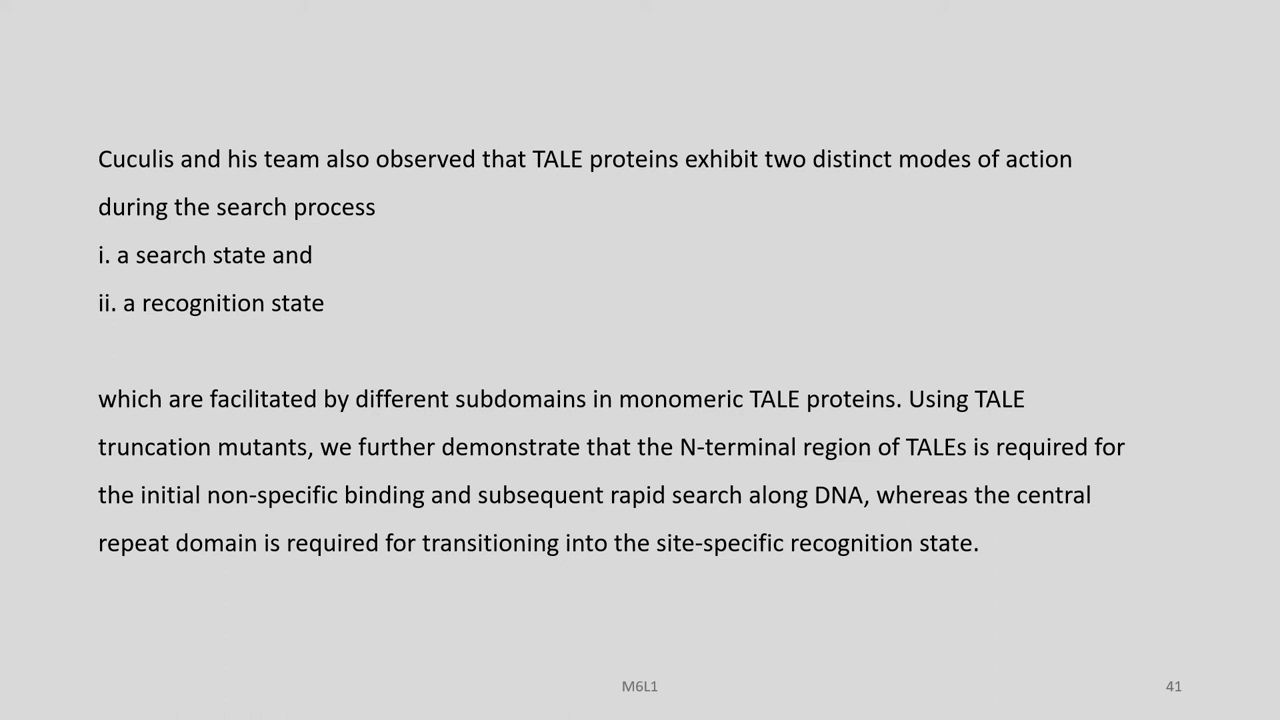 Cuculis and his team also observed that TALE proteins exhibit two distinct modes of action
during the search process
i. a search state and
ii. a recognition state
which are facilitated by different subdomains in monomeric TALE proteins. Using TALE
truncation mutants, we further demonstrate that the N-terminal region of TALEs is required for
the initial non-specific binding and subsequent rapid search along DNA, whereas the central
repeat domain is required for transitioning into the site-specific recognition state.
M6L1
41